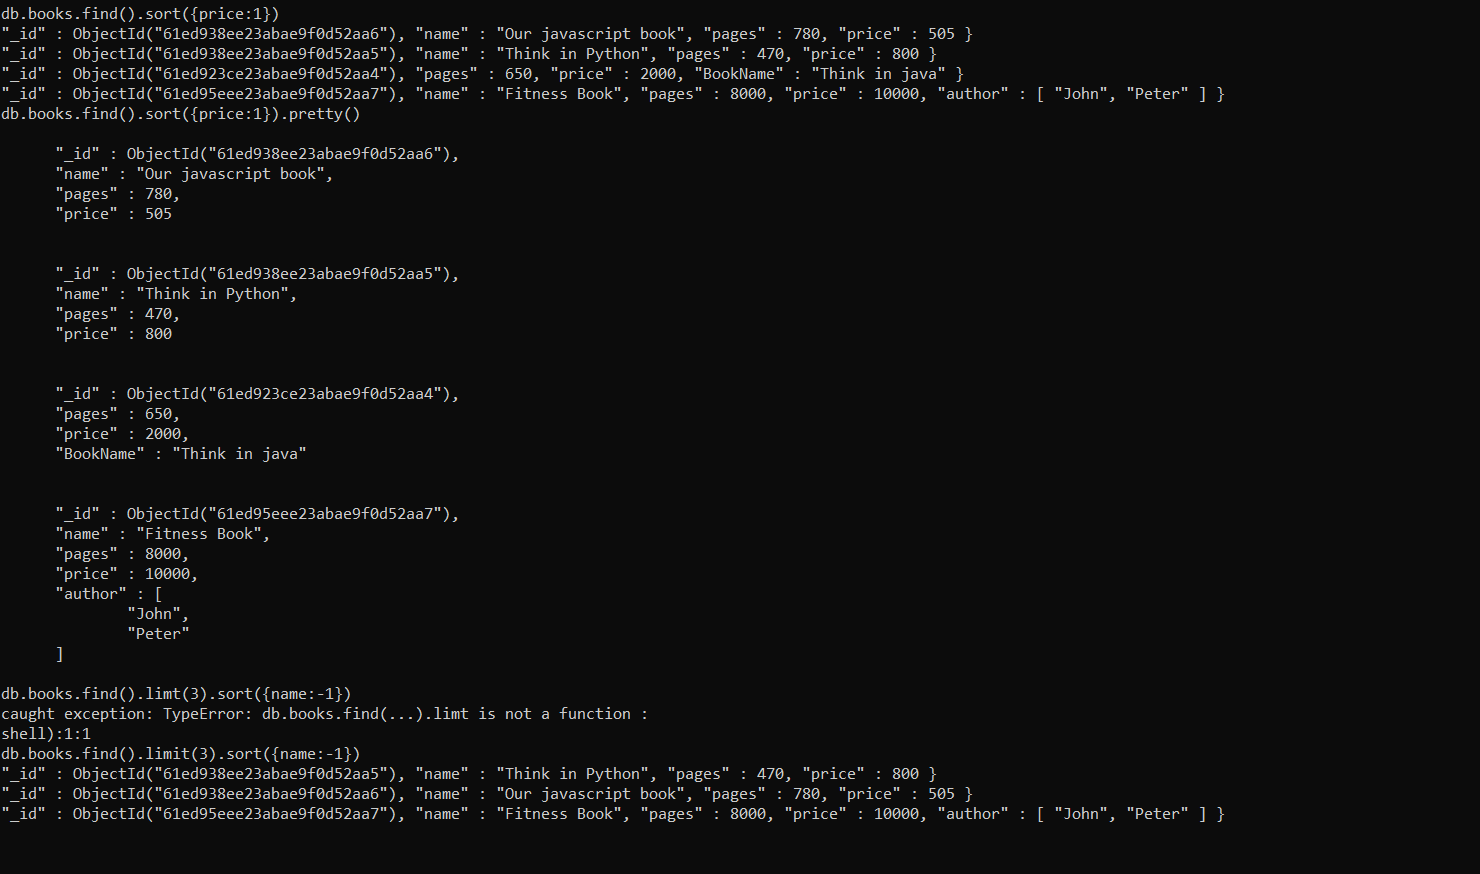 db.books.find().sort({price:1})
"_id" : ObjectId("61ed938ee23abae9f0d52aa6"), "name" : "Our javascript book", "pages" : 780, "price" : 505 }
"_id" : ObjectId("61ed938ee23abae9f0d52aa5"), "name" : "Think in Python", "pages" : 470, "price" : 800 }
"_id" : ObjectId("61ed923ce23abae9f0d52aa4"), "pages" : 650, "price" : 2000, "BookName" : "Think in java" }
"_id" : ObjectId("61ed95eee23abae9f0d52aa7"), "name" : "Fitness Book", "pages" : 8000, "price" : 10000, "author" : [ "John", "Peter" ] }
db.books.find().sort({price:1}).pretty()
"_id" : ObjectId("61ed938ee23abae9f0d52aa6"),
"name" : "Our javascript book",
"pages" : 780,
"price" : 505
"_id" : ObjectId("61ed938ee23abae9f0d52aa5"),
"name" : "Think in Python",
"pages" : 470,
"price" : 800
"_id" : ObjectId("61ed923ce23abae9f0d52aa4"),
"pages" : 650,
"price" : 2000,
"BookName" : "Think in java"
"_id" : ObjectId("61ed95eee23abae9f0d52aa7"),
"name" : "Fitness Book",
"pages" : 8000,
"price" : 10000,
"author" : [
"John",
"Peter"
]
db.books.find().limt(3).sort({name:-1})
caught exception: TypeError: db.books.find(...).limt is not a function :
shell):1:1
db.books.find().limit(3).sort({name:-1})
"_id" : ObjectId("61ed938ee23abae9f0d52aa5"), "name" : "Think in Python", "pages" : 470, "price" : 800 }
"_id" : ObjectId("61ed938ee23abae9f0d52aa6"), "name" : "Our javascript book", "pages" : 780, "price" : 505 }
"_id" : ObjectId("61ed95eee23abae9f0d52aa7"), "name" : "Fitness Book", "pages" : 8000, "price" : 10000, "author" : [ "John", "Peter" ] }